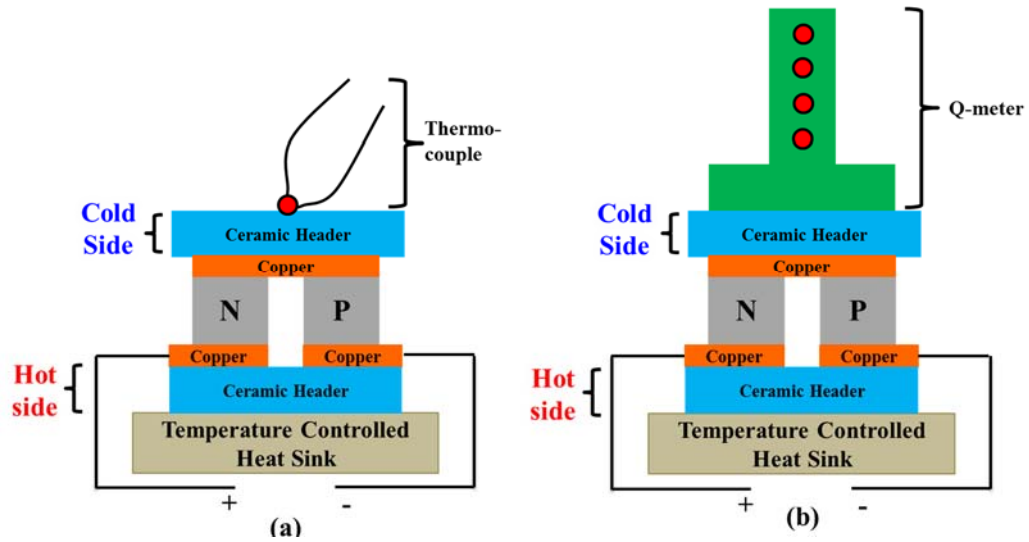 Thermo-
couple
Cold
Side
Ceramic Header
Copper
N
P
Copper
Copper
Hot
side
Ceramic Header
Temperature Controlled
Heat Sink
+
-
(a)
Q-meter
Cold
Side
Ceramic Header
Copper
N
P
Copper
Copper
Hot
side
Ceramic Header
Temperature Controlled
Heat Sink
+
-
(b)